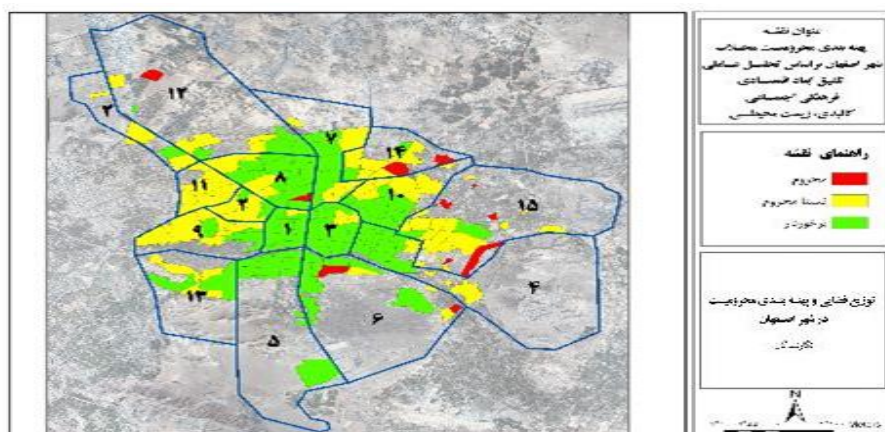 عنوان نقشه
پهنه بندی محرومیت محلات
شهر اصفهان براساس تحلیل عاملی
تلفیق ابعاد اقتصادی
فرهنگی اجتماعی
کالبدی، زیست محیطی
راهنمای نقشه
محروم
نسبتا محروم
برخوردار
توزیع فضایی و پهنه بندی محرومیت
در شهر اصفهان
نگارندگان
N
Meters
۱۲
۲
۷
۱۴
۱۱
۸
۱۰
۱۵
۹
۱
۳
۴
۱۳
۶
۵